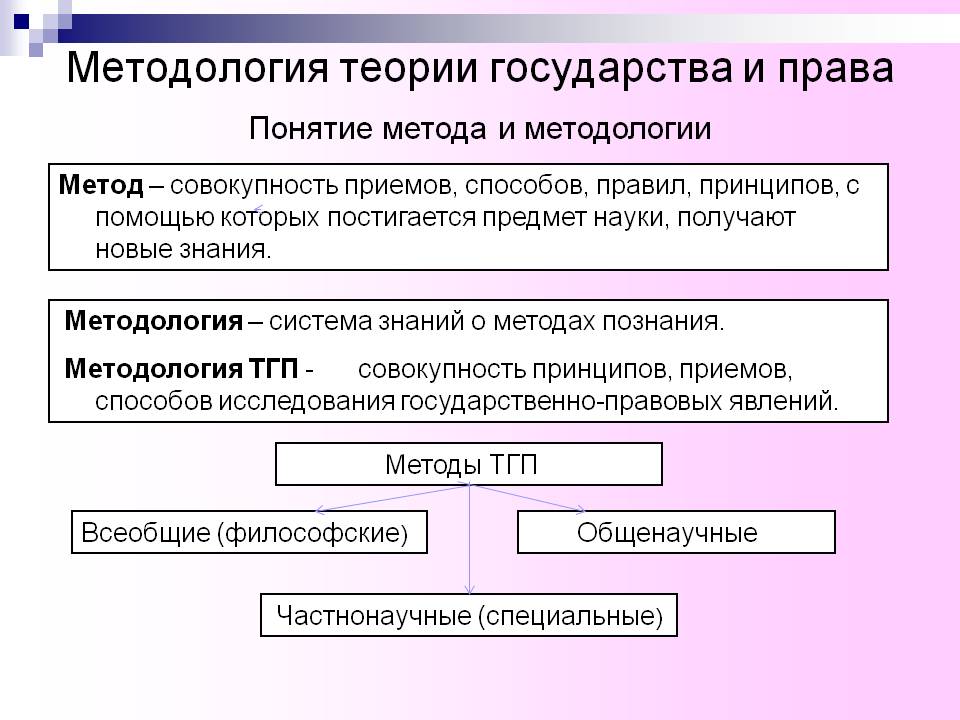 Методология теории государства и права
Понятие метода и методологии
Метод – совокупность приемов, способов, правил, принципов, с
помощью которых постигается предмет науки, получают
новые знания.
Методология – система знаний о методах познания.
Методология ТГП - совокупность принципов, приемов,
способов исследования государственно-правовых явлений.
Методы ТГП
Всеобщие (философские)
Общенаучные
Частнонаучные (специальные)